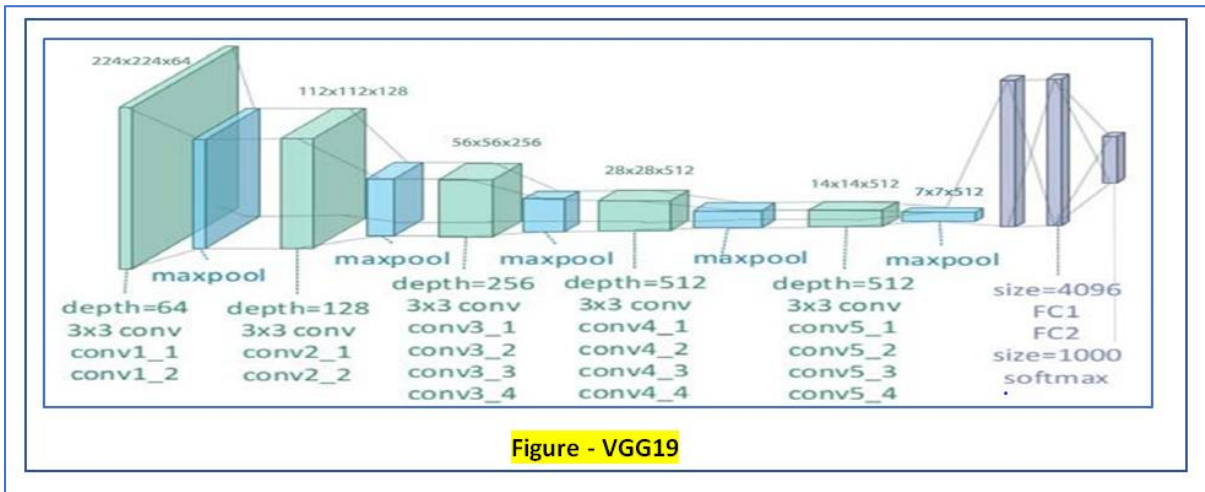 224x224x64
112x112x128
56x56x256
28x28x512
14x14x512
7x7x512
maxpool
maxpool
maxpool
maxpool
maxpool
depth=64
3x3 conv
conv1_1
conv1_2
depth=128
3x3 conv
conv2_1
conv2_2
depth=256
3x3 conv
conv3_1
conv3_2
conv3_3
conv3_4
depth=512
3x3 conv
conv4_1
conv4_2
conv4_3
conv4_4
depth=512
3x3 conv
conv5_1
conv5_2
conv5_3
conv5_4
size=4096
FC1
FC2
size=1000
softmax
Figure - VGG19